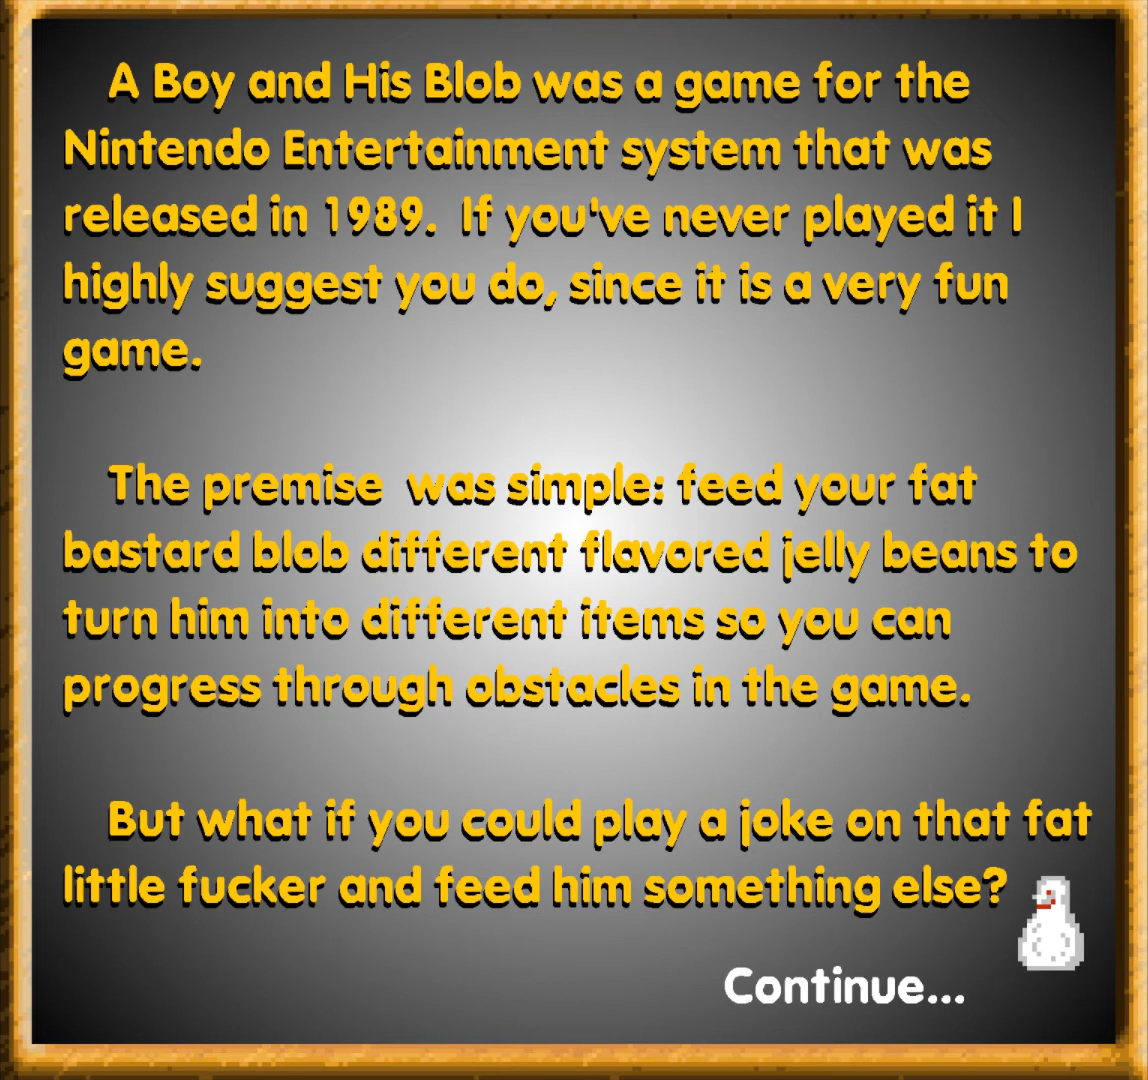 A Boy and His Blob was a game for the
Nintendo Entertainment system that was
released in 1989.  If you've never played it I
highly suggest you do, since it is a very fun
game.
The premise  was simple: feed your fat
bastard blob different flavored jelly beans to
turn him into different items so you can
progress through obstacles in the game.
But what if you could play a joke on that fat
little fucker and feed him something else?
Continue...